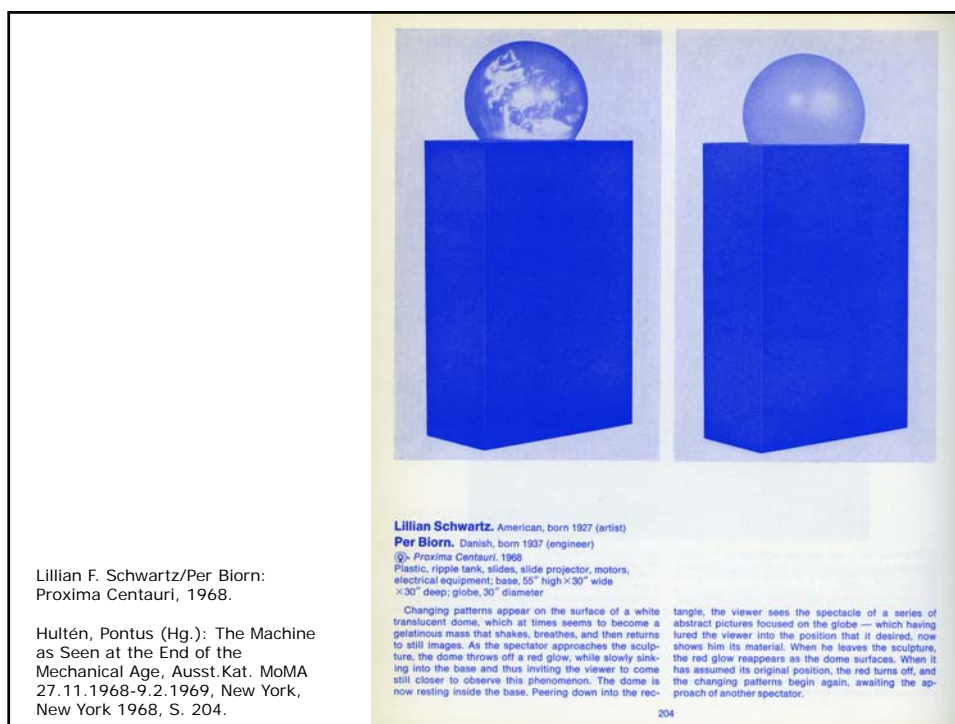 Lillian F. Schwartz/Per Biorn:
Proxima Centauri, 1968.
Hultén, Pontus (Hg.): The Machine
as Seen at the End of the
Mechanical Age, Ausst.Kat. MoMA
27.11.1968-9.2.1969, New York,
New York 1968, S. 204.
Lillian Schwartz. American, born 1927 (artist)
Per Biorn. Danish, born 1937 (engineer)
Proxima Centauri. 1968
Plastic, ripple tank, slides, slide projector, motors,
electrical equipment; base, 55″ high × 30″ wide
× 30″ deep; globe, 30″ diameter
Changing patterns appear on the surface of a white
translucent dome, which at times seems to become a
gelatinous mass that shakes, breathes, and then returns
to still images. As the spectator approaches the sculp-
ture, the dome throws off a red glow, while slowly sink-
ing into the base and thus inviting the viewer to come
still closer to observe this phenomenon. The dome is
now resting inside the base. Peering down into the rec-
tangle, the viewer sees the spectacle of a series of
abstract pictures focused on the globe — which having
lured the viewer into the position that it desired, now
shows him its material. When he leaves the sculpture,
the red glow reappears as the dome surfaces. When it
has assumed its original position, the red turns off, and
the changing patterns begin again, awaiting the ap-
proach of another spectator.
204